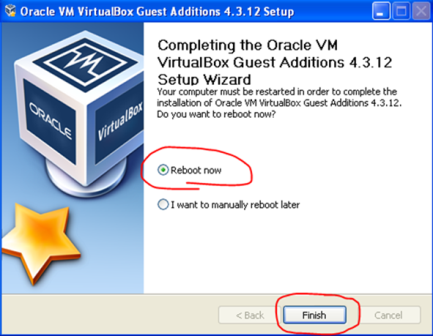 Oracle VM VirtualBox Guest Additions 4.3.12 Setup
Completing the Oracle VM
VirtualBox Guest Additions 4.3.12
Setup Wizard
Your computer must be restarted in order to complete the
installation of Oracle VM VirtualBox Guest Additions 4.3.12.
Do you want to reboot now?
ORACLE
VirtualBox
Reboot now
I want to manually reboot later
< Back
Finish
Cancel